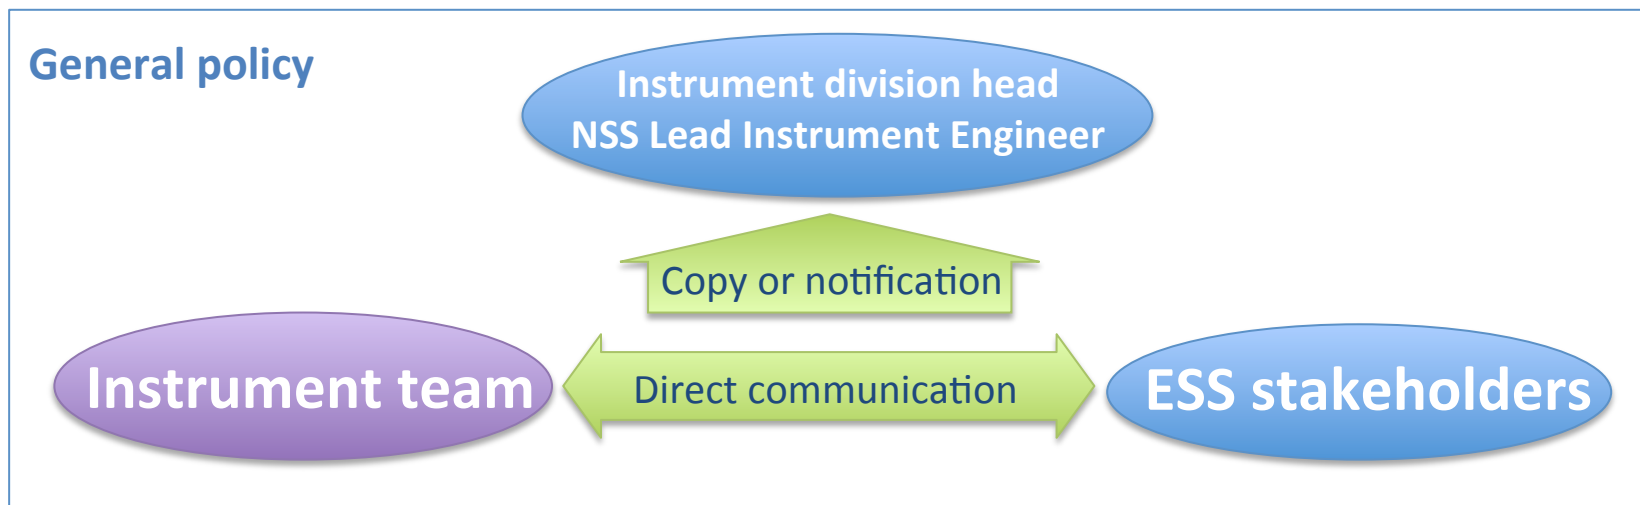 General policy
Instrument division head
NSS Lead Instrument Engineer
Copy or notification
Instrument team
Direct communication
ESS stakeholders